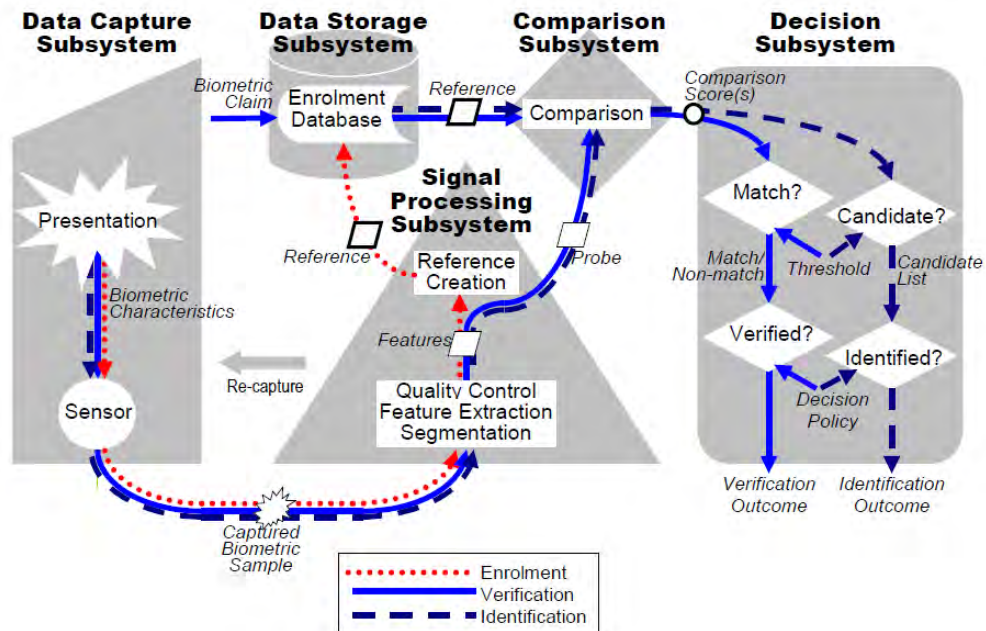 Data Capture
Subsystem
Data Storage
Subsystem
Comparison
Subsystem
Decision
Subsystem
Biometric
Claim
Enrolment
Database
Reference
Comparison
Comparison
Score(s)
Signal
Processing
Subsystem
Presentation
Match?
Candidate?
Reference
Reference
Creation
Probe
Match/
Non-match
Threshold
Candidate
List
Biometric
Characteristics
Features
Verified?
Identified?
Re-capture
Sensor
Quality Control
Feature Extraction
Segmentation
Decision
Policy
Verification
Outcome
Identification
Outcome
Captured
Biometric
Sample
Enrolment
Verification
Identification